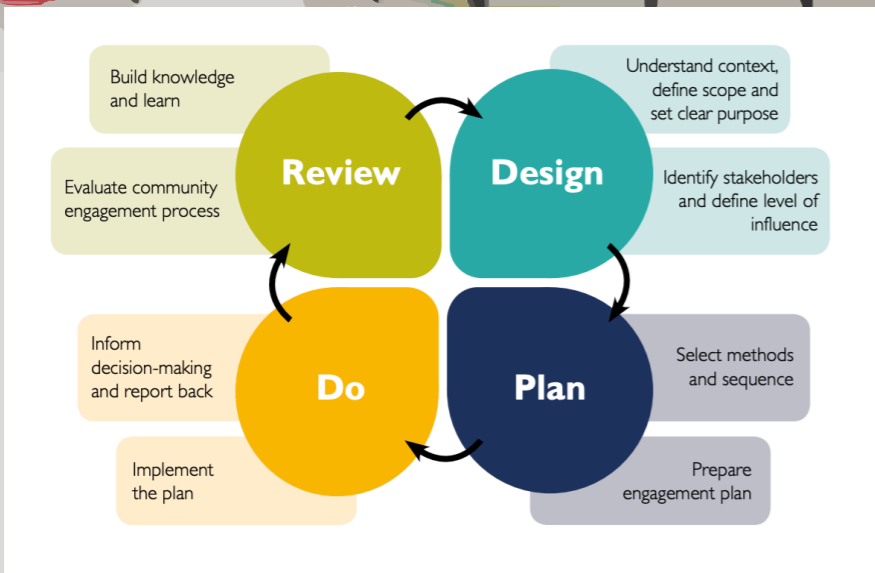 Build knowledge
and learn
Evaluate community
engagement process
Review
Design
Understand context,
define scope and
set clear purpose
Identify stakeholders
and define level of
influence
Inform
decision-making
and report back
Implement
the plan
Do
Plan
Select methods
and sequence
Prepare
engagement plan